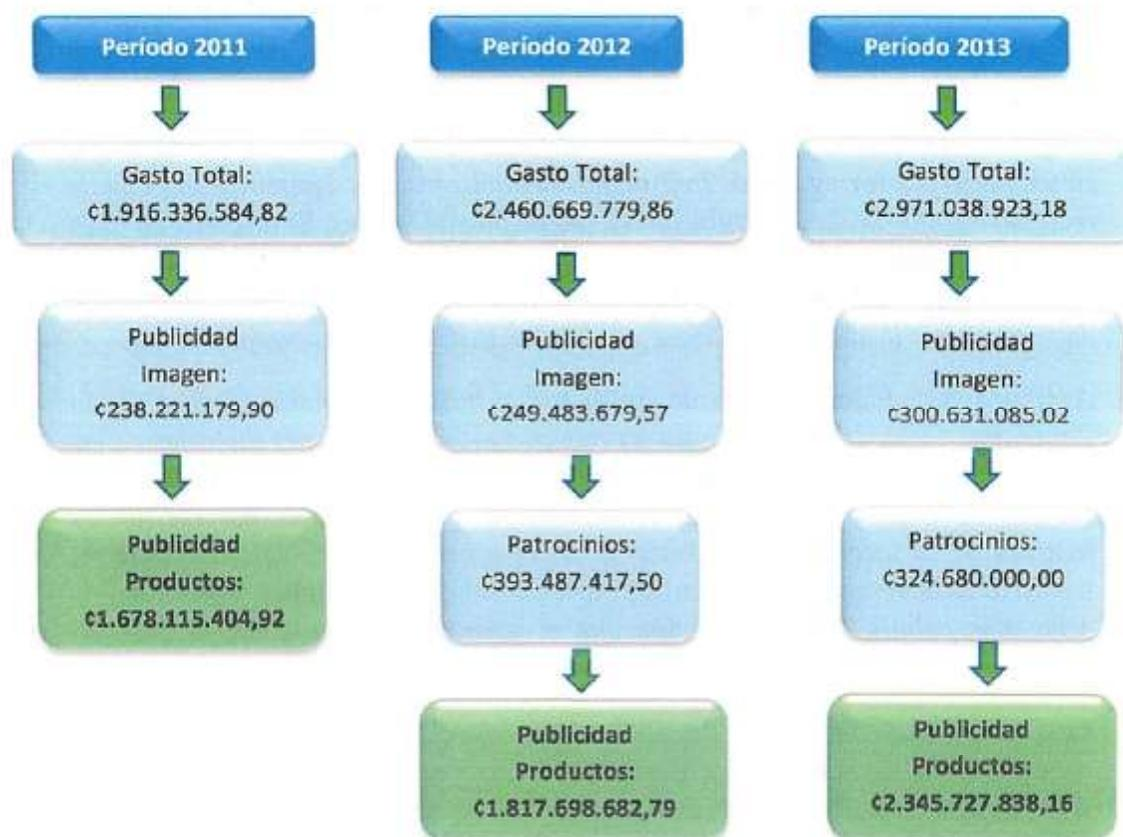 Período 2011
Gasto Total:
¢1.916.336.584,82
Publicidad
Imagen:
¢238.221.179,90
Publicidad
Productos:
¢1.678.115.404,92
Período 2012
Gasto Total:
¢2.460.669.779,86
Publicidad
Imagen:
¢249.483.679,57
Patrocinios:
¢393.487.417,50
Publicidad
Productos:
¢1.817.698.682,79
Período 2013
Gasto Total:
¢2.971.038.923,18
Publicidad
Imagen:
¢300.631.085.02
Patrocinios:
¢324.680.000,00
Publicidad
Productos:
¢2.345.727.838,16